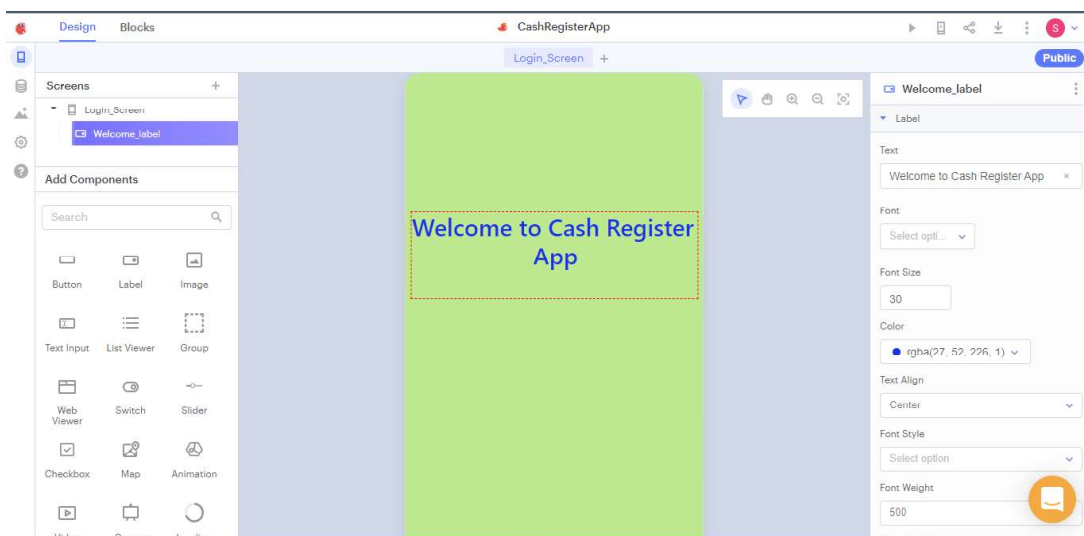 Design Blocks CashRegisterApp S
Login_Screen + Public
Screens +
Login_Screen
Welcome_label
Add Components
Search
Button Label Image
Text Input List Viewer Group
Web Viewer Switch Slider
Checkbox Map Animation
Welcome to Cash Register
App
Welcome_label
Label
Text
Welcome to Cash Register App ×
Font
Select opti...
Font Size
30
Color
rgba(27, 52, 226, 1)
Text Align
Center
Font Style
Select option
Font Weight
500